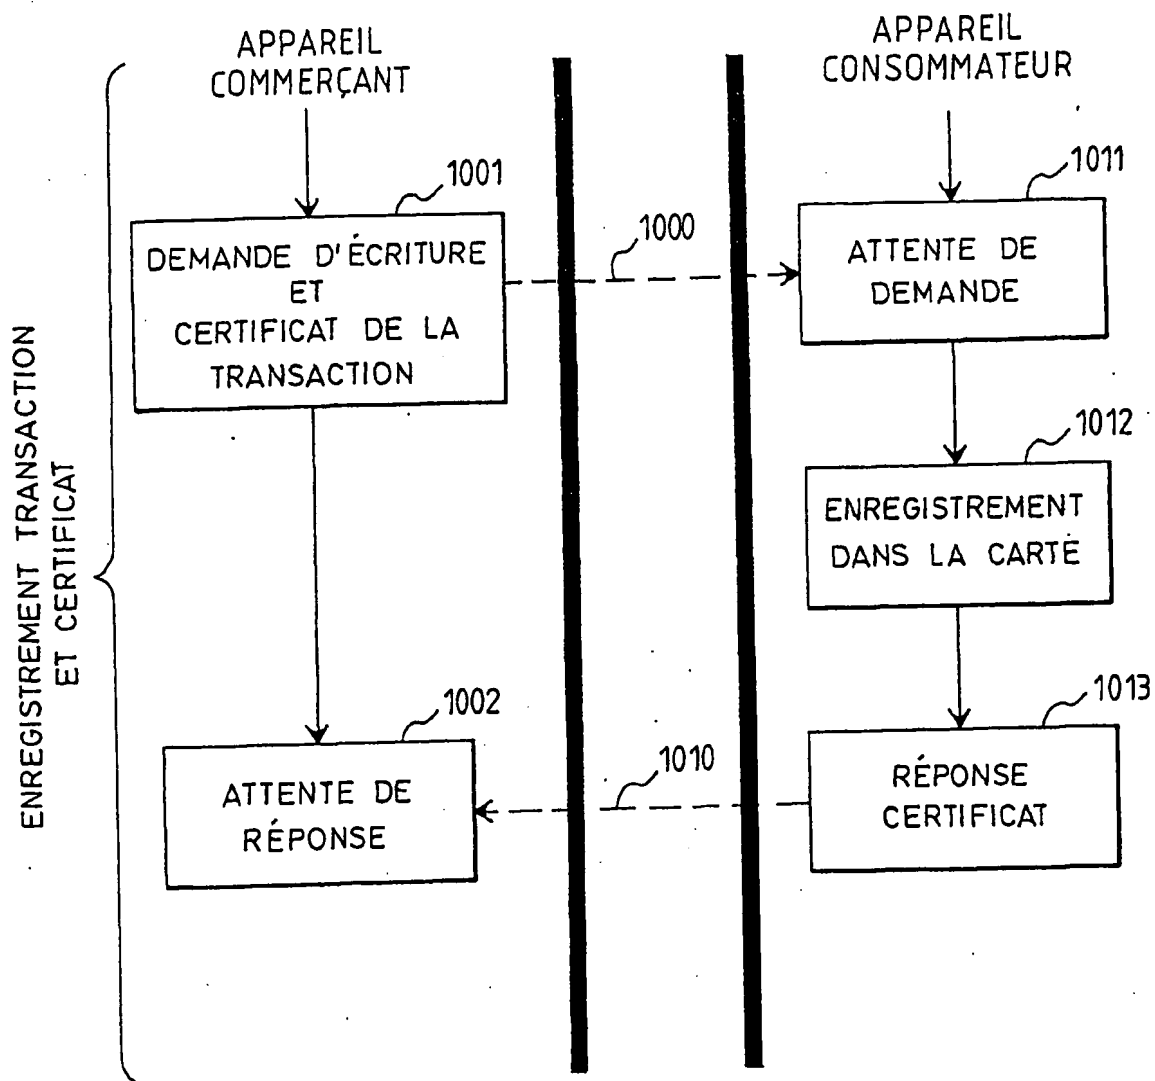 APPAREIL
COMMERÇANT
APPAREIL
CONSOMMATEUR
ENREGISTREMENT TRANSACTION
ET CERTIFICAT
1001
DEMANDE D'ÉCRITURE
ET
CERTIFICAT DE LA
TRANSACTION
1000
1011
ATTENTE DE
DEMANDE
1012
ENREGISTREMENT
DANS LA CARTE
1002
ATTENTE DE
RÉPONSE
1010
1013
RÉPONSE
CERTIFICAT